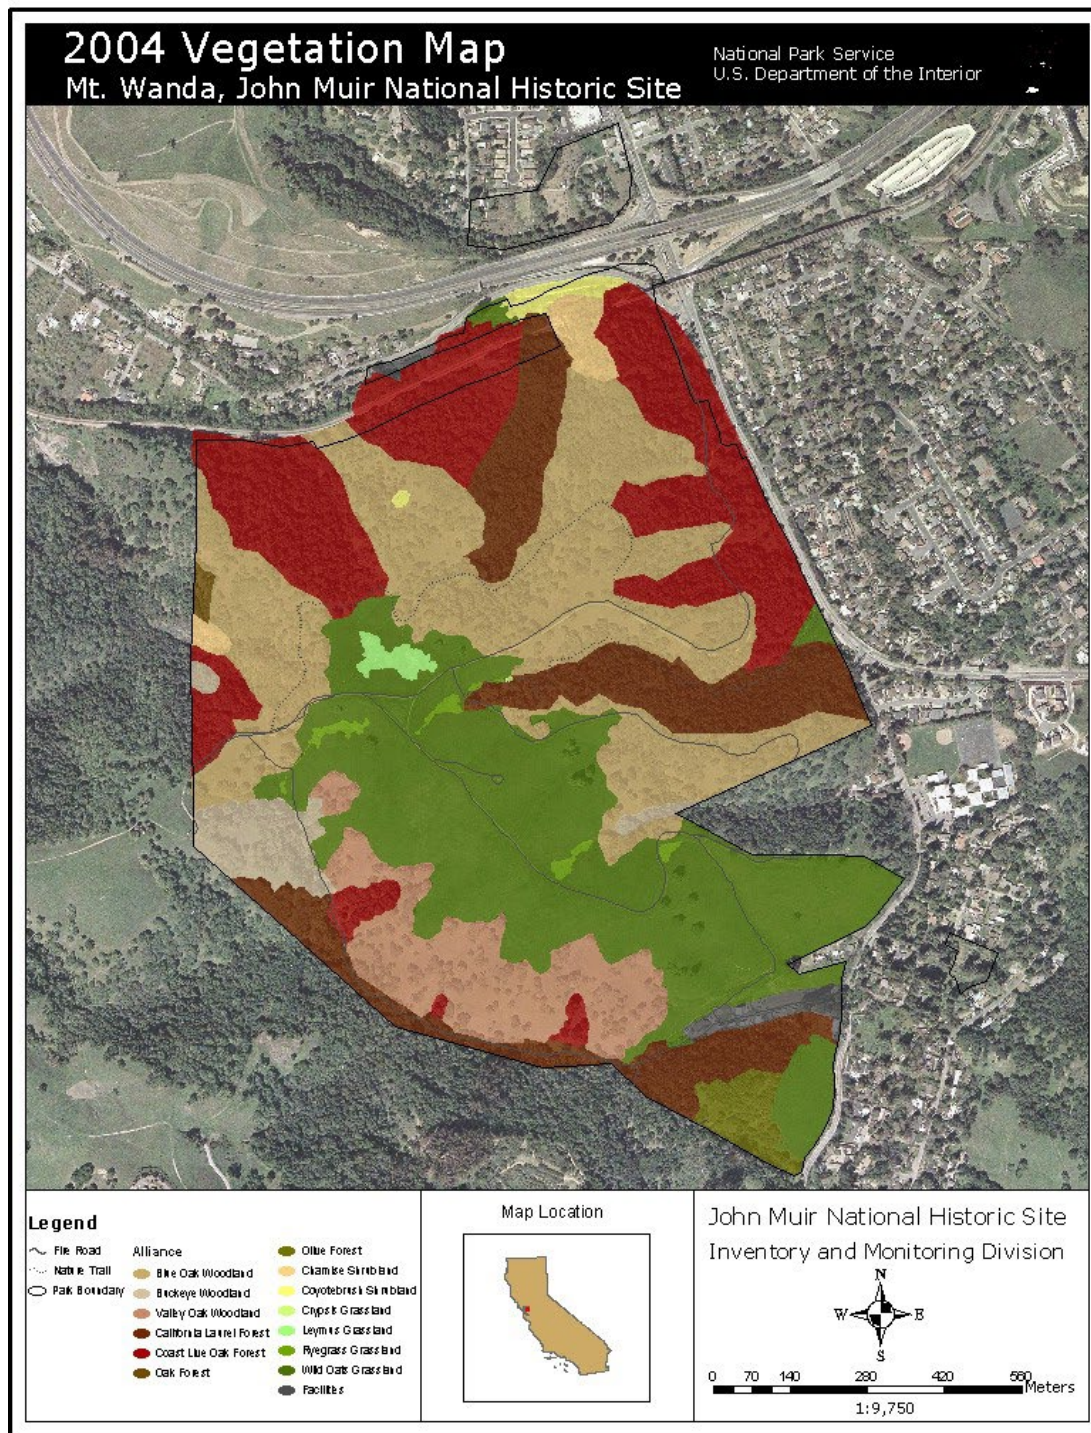 2004 Vegetation Map
Mt. Wanda, John Muir National Historic Site
National Park Service
U.S. Department of the Interior
Legend
Fire Road
Nature Trail
Park Boundary
Alliance
Blue Oak Woodland
Buckeye Woodland
Valley Oak Woodland
California Laurel Forest
Coast Live Oak Forest
Oak Forest
Olive Forest
Chamise Shrubland
Coyotebrush Shrubland
Crypsis Grassland
Leymus Grassland
Ryegrass Grassland
Wild Oats Grassland
Facilities
Map Location
John Muir National Historic Site
Inventory and Monitoring Division
N
W E
S
0 70 140 280 420 560
Meters
1:9,750